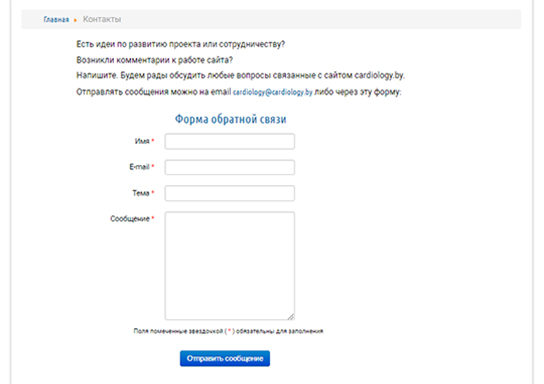 Главная ▸ Контакты
Есть идеи по развитию проекта или сотрудничеству?
Возникли комментарии к работе сайта?
Напишите. Будем рады обсудить любые вопросы связанные с сайтом cardiology.by.
Отправлять сообщения можно на email cardiology@cardiology.by либо через эту форму:
Форма обратной связи
Имя *
E-mail *
Тема *
Сообщение *
Поля помеченные звездочкой ( * ) обязательны для заполнения
Отправить сообщение